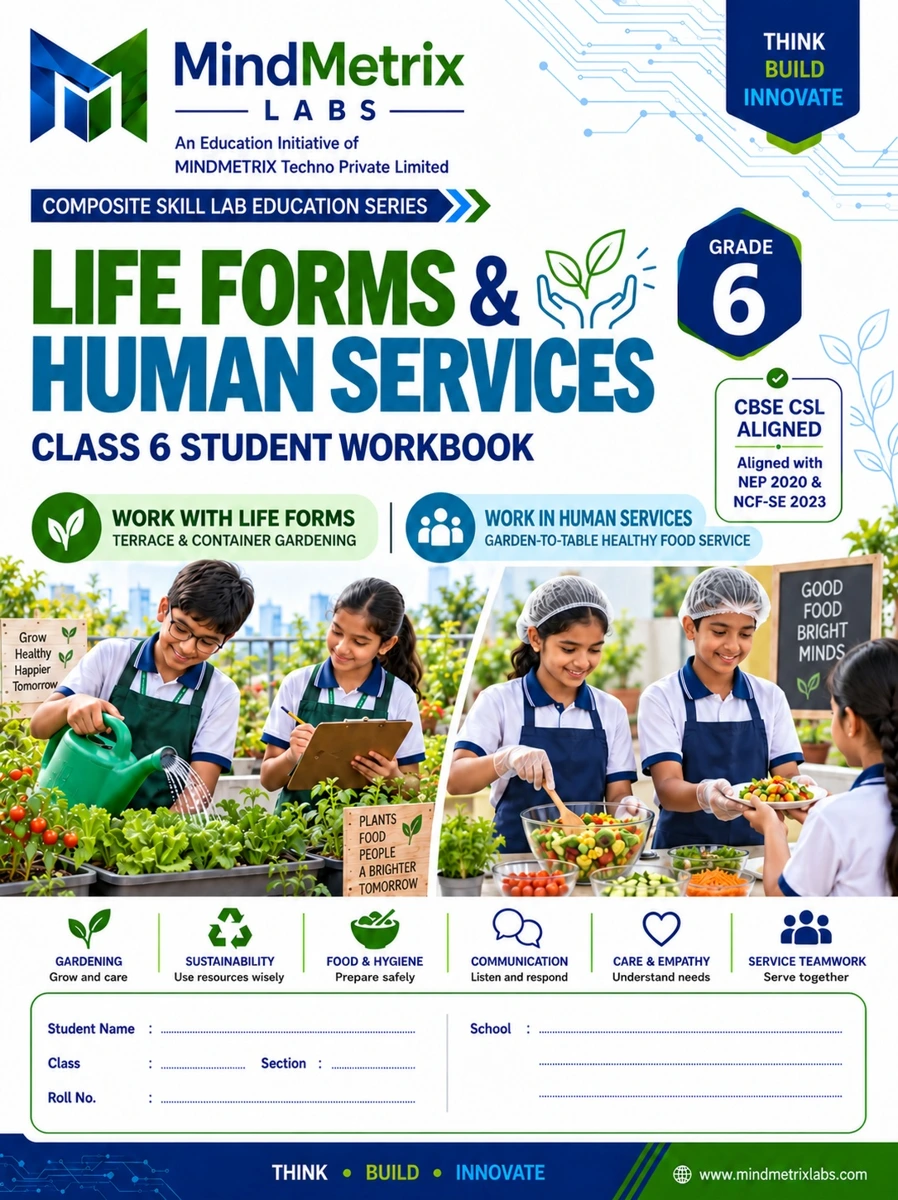 MindMetrix
LABS
An Education Initiative of
MINDMETRIX Techno Private Limited
THINK
BUILD
INNOVATE
COMPOSITE SKILL LAB EDUCATION SERIES
LIFE FORMS &
HUMAN SERVICES
CLASS 6 STUDENT WORKBOOK
GRADE
6
CBSE CSL
ALIGNED
Aligned with
NEP 2020 &
NCF-SE 2023
WORK WITH LIFE FORMS
TERRACE & CONTAINER GARDENING
WORK IN HUMAN SERVICES
GARDEN-TO-TABLE HEALTHY FOOD SERVICE
Grow
Healthy
Happier
Tomorrow
PLANTS
FOOD
PEOPLE
A BRIGHTER
TOMORROW
GOOD
FOOD
BRIGHT
MINDS
GARDENING
Grow and care
SUSTAINABILITY
Use resources wisely
FOOD & HYGIENE
Prepare safely
COMMUNICATION
Listen and respond
CARE & EMPATHY
Understand needs
SERVICE TEAMWORK
Serve together
Student Name :
Class : Section :
Roll No. :
School :
THINK • BUILD • INNOVATE
www.mindmetrixlabs.com